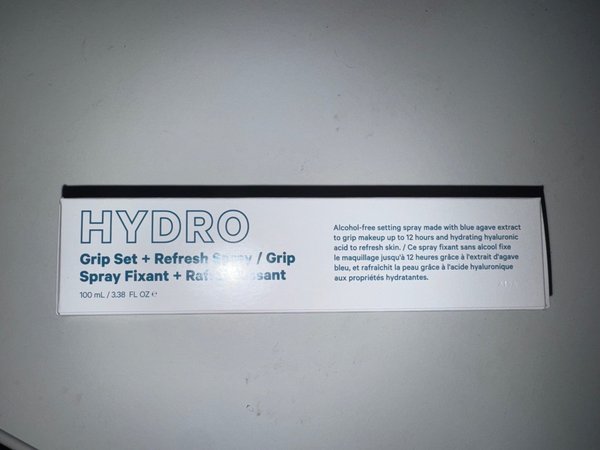 HYDRO
Grip Set + Refresh Spray / Grip
Spray Fixant + Rafraîchissant
100 mL / 3.38 FL OZ ℮
Alcohol-free setting spray made with blue agave extract
to grip makeup up to 12 hours and hydrating hyaluronic
acid to refresh skin. / Ce spray fixant sans alcool fixe
le maquillage jusqu'à 12 heures grâce à l'extrait d'agave
bleu, et rafraichit la peau grâce à l'acide hyaluronique
aux propriétés hydratantes.